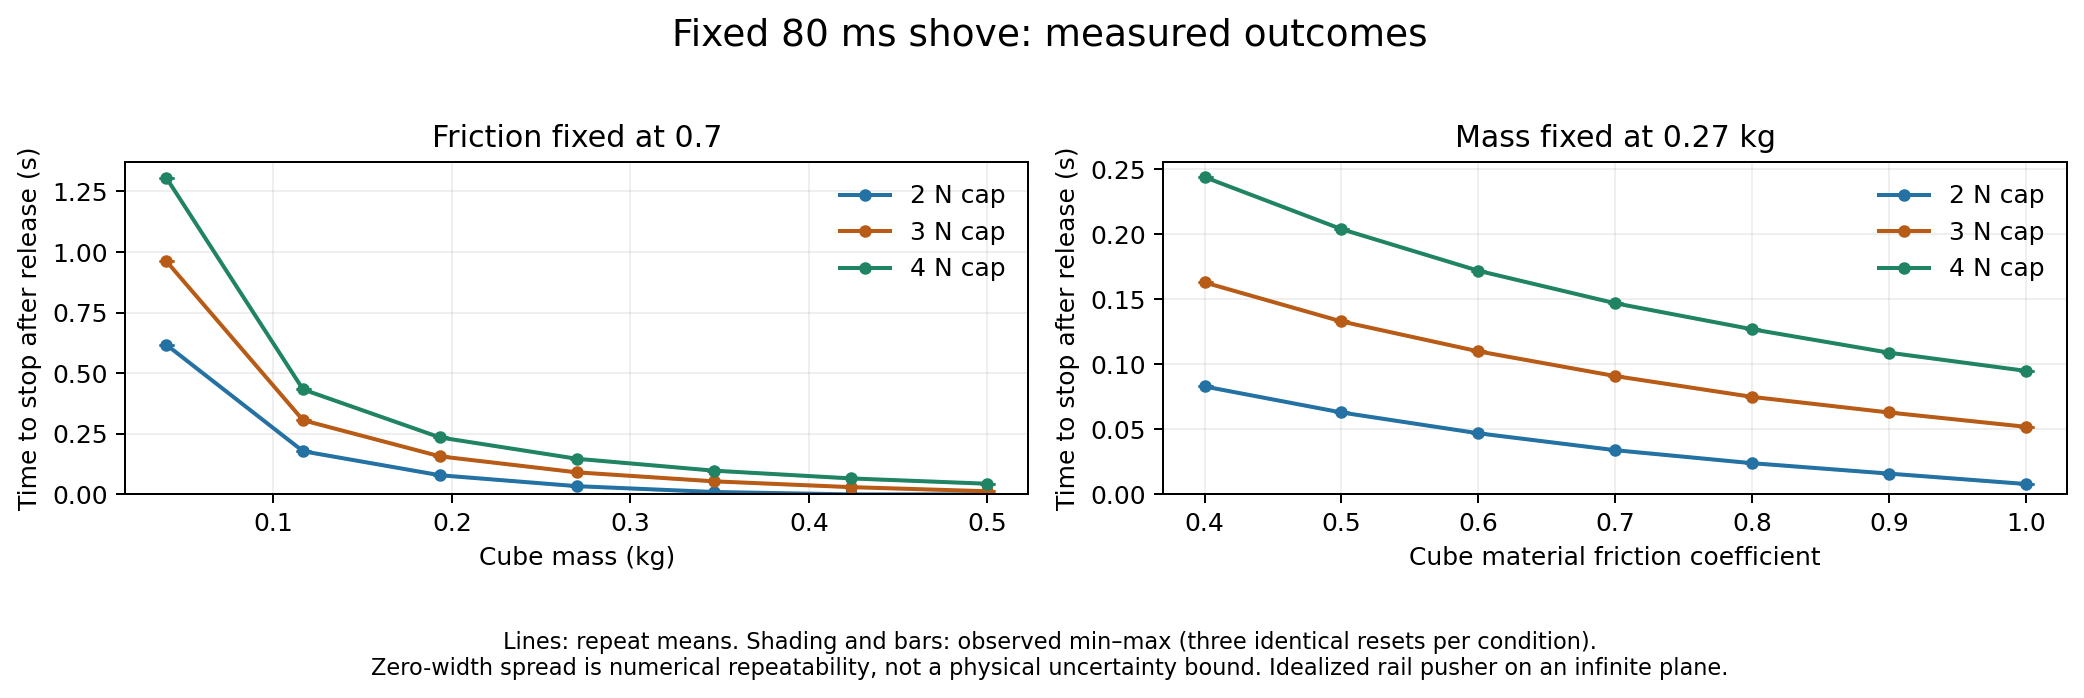 Fixed 80 ms shove: measured outcomes
Friction fixed at 0.7
Time to stop after release (s)
1.25
1.00
0.75
0.50
0.25
0.00
2 N cap
3 N cap
4 N cap
0.1
0.2
0.3
0.4
0.5
Cube mass (kg)
Mass fixed at 0.27 kg
Time to stop after release (s)
0.25
0.20
0.15
0.10
0.05
0.00
2 N cap
3 N cap
4 N cap
0.4
0.5
0.6
0.7
0.8
0.9
1.0
Cube material friction coefficient
Lines: repeat means. Shading and bars: observed min–max (three identical resets per condition).
Zero-width spread is numerical repeatability, not a physical uncertainty bound. Idealized rail pusher on an infinite plane.